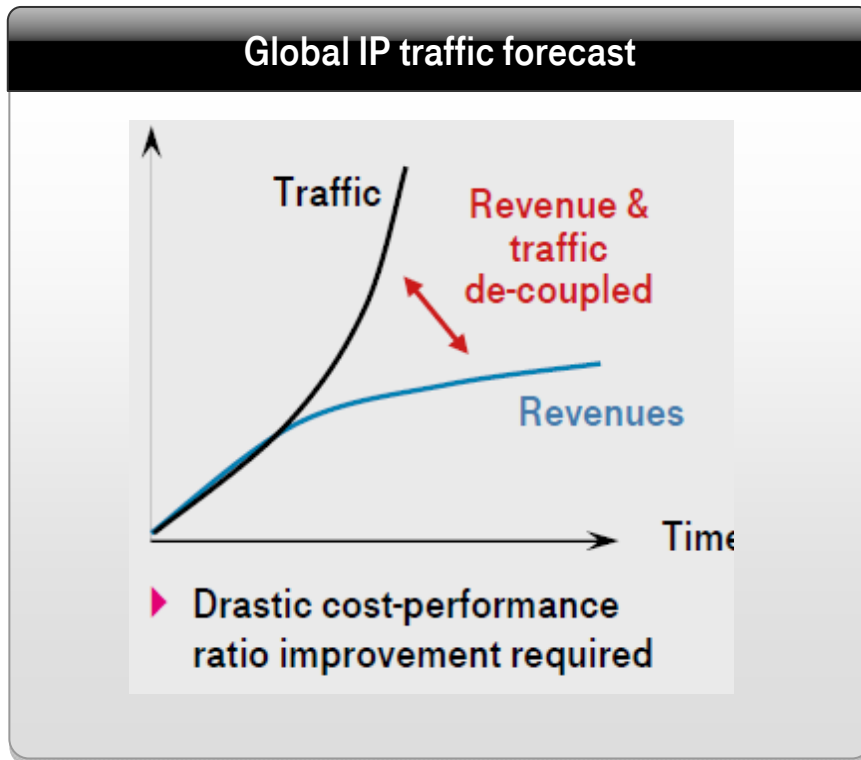 Global IP traffic forecast
Traffic
Revenue &
traffic
de-coupled
Revenues
Time
Drastic cost-performance
ratio improvement required